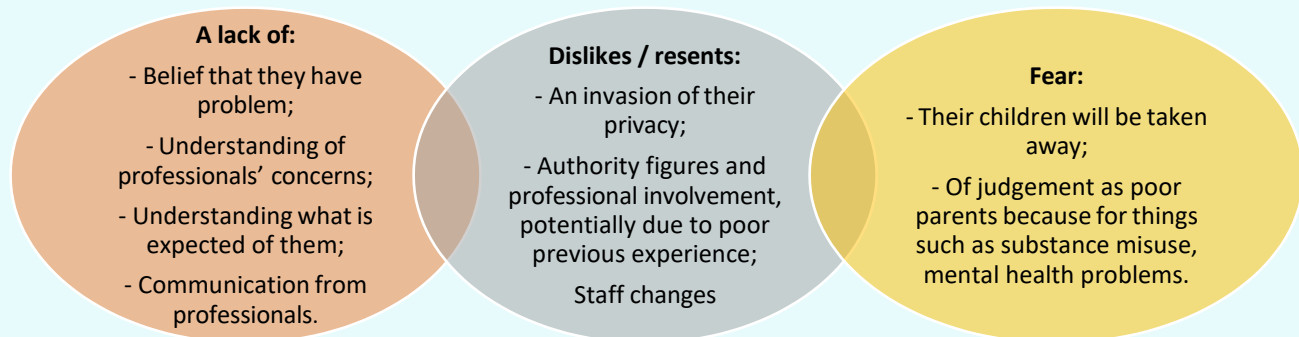 A lack of:
- Belief that they have
problem;
- Understanding of
professionals’ concerns;
- Understanding what is
expected of them;
- Communication from
professionals.
Dislikes / resents:
- An invasion of their
privacy;
- Authority figures and
professional involvement,
potentially due to poor
previous experience;
Staff changes
Fear:
- Their children will be taken
away;
- Of judgement as poor
parents because for things
such as substance misuse,
mental health problems.